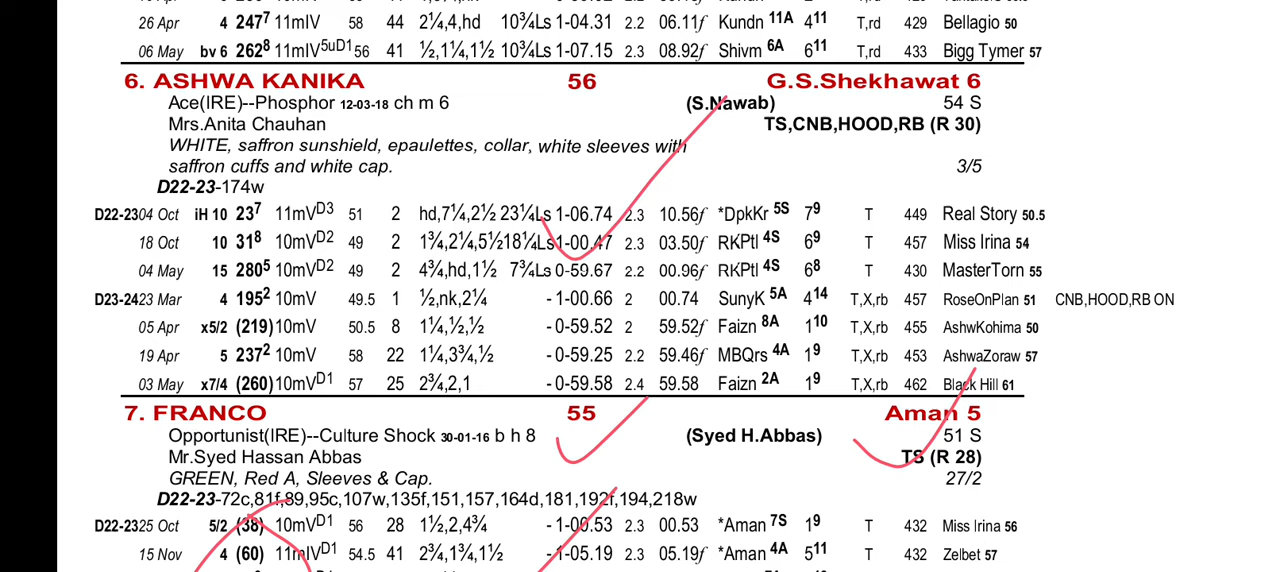 26 Apr 4 247⁷ 11mIV 58 44 2¼,4,hd 10¾Ls 1-04.31 2.2 06.11f Kundn 11A 4¹¹ T,rd 429 Bellagio 50
06 May bv 6 262⁸ 11mIV5uD1 56 41 ½,1¼,1½ 10¾Ls 1-07.15 2.3 08.92f Shivm 6A 6¹¹ T,rd 433 Bigg Tymer 57
6. ASHWA KANIKA 56 G.S.Shekhawat 6
Ace(IRE)--Phosphor 12-03-18 ch m 6 (S.Nawab) 54 S
Mrs.Anita Chauhan TS,CNB,HOOD,RB (R 30)
WHITE, saffron sunshield, epaulettes, collar, white sleeves with
saffron cuffs and white cap. 3/5
D22-23-174w
D22-23 04 Oct iH 10 23⁷ 11mVD3 51 2 hd,7¼,2½ 23¼Ls 1-06.74 2.3 10.56f *DpkKr 5S 7⁹ T 449 Real Story 50.5
18 Oct 10 31⁸ 10mVD2 49 2 1¾,2¼,5½ 18¼Ls 1-00.47 2.3 03.50f RKPtl 4S 6⁹ T 457 Miss Irina 54
04 May 15 280⁵ 10mVD2 49 2 4¾,hd,1½ 7¾Ls 0-59.67 2.2 00.96f RKPtl 4S 6⁸ T 430 MasterTorn 55
D23-24 23 Mar 4 195² 10mV 49.5 1 ½,nk,2¼ - 1-00.66 2 00.74 SunyK 5A 4¹⁴ T,X,rb 457 RoseOnPlan 51 CNB,HOOD,RB ON
05 Apr x5/2 (219) 10mV 50.5 8 1¼,½,½ - 0-59.52 2 59.52f Faizn 8A 1¹⁰ T,X,rb 455 AshwKohima 50
19 Apr 5 237² 10mV 58 22 1¼,3¾,½ - 0-59.25 2.2 59.46f MBQrs 4A 1⁹ T,X,rb 453 AshwaZoraw 57
03 May x7/4 (260) 10mVD1 57 25 2¾,2,1 - 0-59.58 2.4 59.58 Faizn 2A 1⁹ T,X,rb 462 Black Hill 61
7. FRANCO 55 Aman 5
Opportunist(IRE)--Culture Shock 30-01-16 b h 8 (Syed H.Abbas) 51 S
Mr.Syed Hassan Abbas TS (R 28)
GREEN, Red A, Sleeves & Cap. 27/2
D22-23-72c,81f,89,95c,107w,135f,151,157,164d,181,192f,194,218w
D22-23 25 Oct 5/2 (38) 10mVD1 56 28 1½,2,4¾ - 1-00.53 2.3 00.53 *Aman 7S 1⁹ T 432 Miss Irina 56
15 Nov 4 (60) 11mIVD1 54.5 41 2¾,1¾,1½ - 1-05.19 2.3 05.19f *Aman 4A 5¹¹ T 432 Zelbet 57